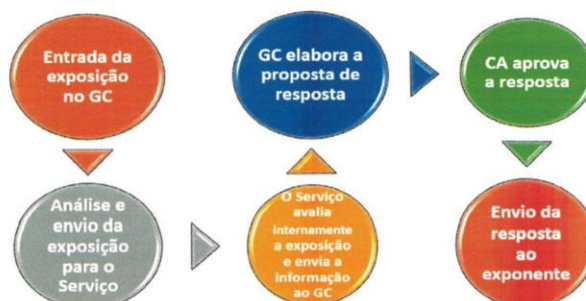 Entrada da
exposição
no GC
Análise e
envio da
exposição
para o
Serviço
O Serviço
avalia
internamente
a exposição
e envia a
informação
ao GC
GC elabora a
proposta de
resposta
CA aprova
a resposta
Envio da
resposta
ao
exponente